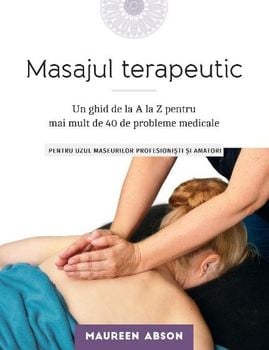 Masajul terapeutic
Un ghid de la A la Z pentru
mai mult de 40 de probleme medicale
PENTRU UZUL MASEURILOR PROFESIONIȘTI ȘI AMATORI
MAUREEN ABSON